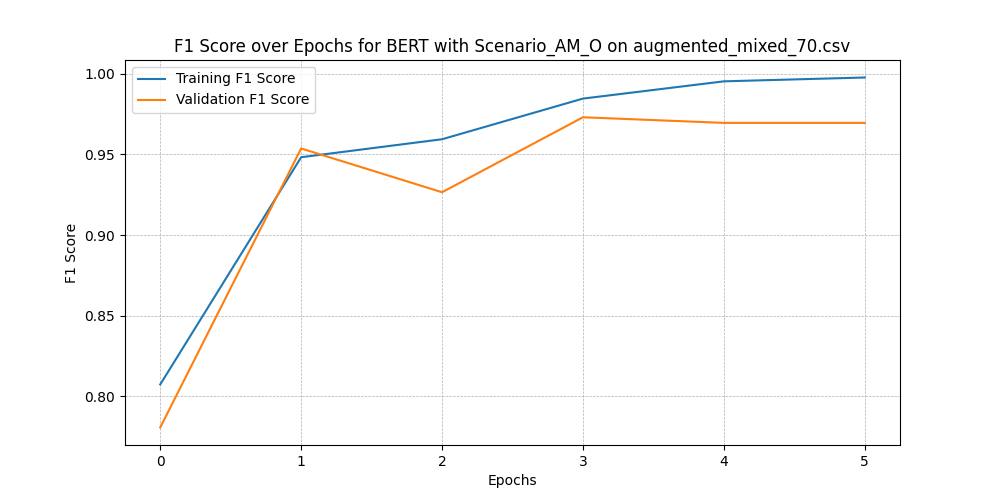 F1 Score over Epochs for BERT with Scenario_AM_O on augmented_mixed_70.csv
Training F1 Score
Validation F1 Score
1.00
0.95
0.90
0.85
0.80
F1 Score
0 1 2 3 4 5
Epochs